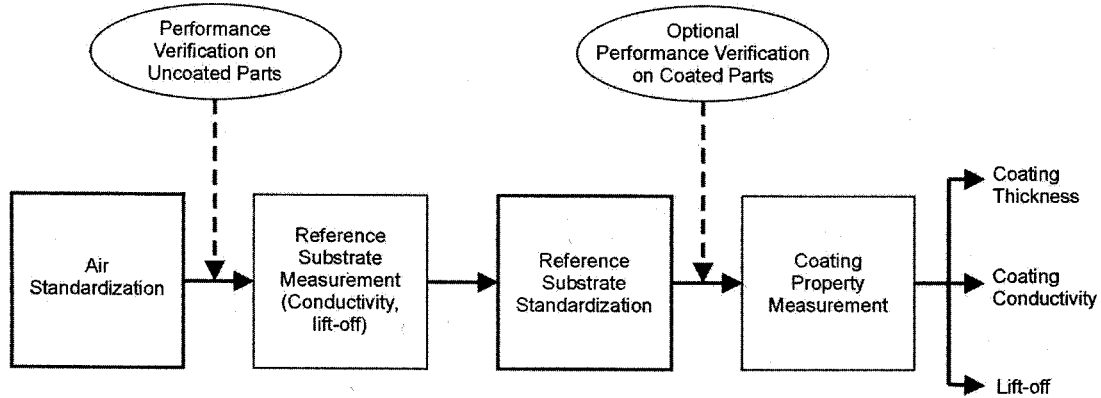 Performance
Verification on
Uncoated Parts
Optional
Performance Verification
on Coated Parts
Air
Standardization
Reference
Substrate
Measurement
(Conductivity,
lift-off)
Reference
Substrate
Standardization
Coating
Property
Measurement
Coating
Thickness
Coating
Conductivity
Lift-off